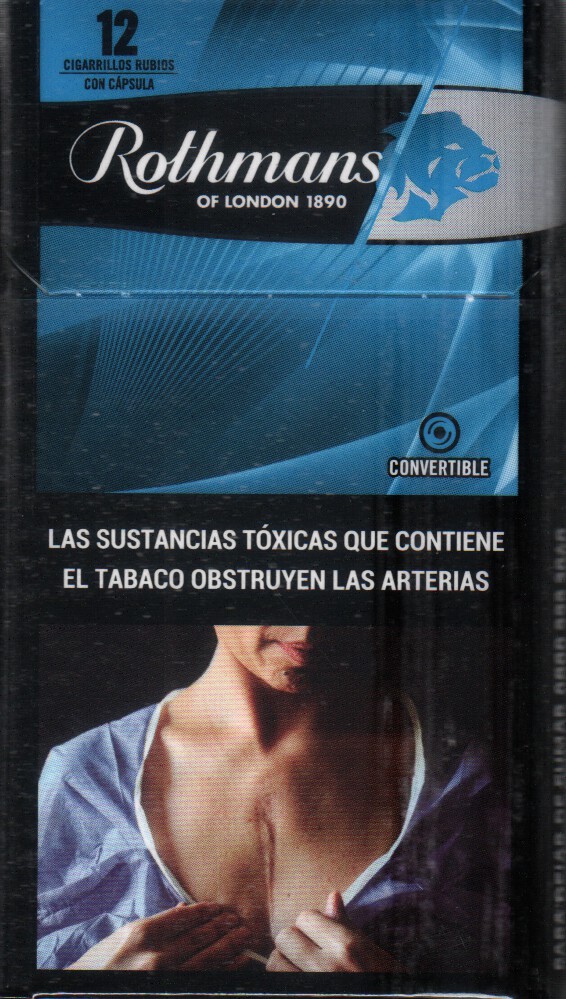 12
CIGARRILLOS RUBIOS
CON CÁPSULA
Rothmans
OF LONDON 1890
CONVERTIBLE
LAS SUSTANCIAS TÓXICAS QUE CONTIENE
EL TABACO OBSTRUYEN LAS ARTERIAS